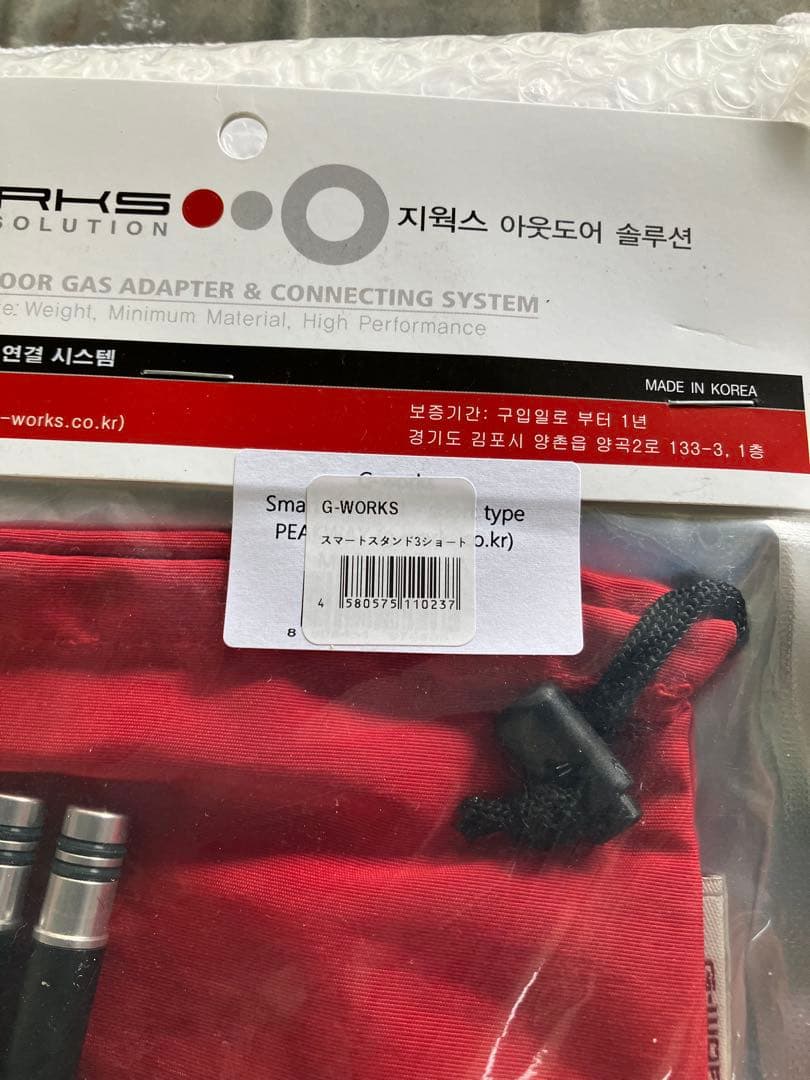 RKS
SOLUTION
지웍스 아웃도어 솔루션
OOR GAS ADAPTER & CONNECTING SYSTEM
e: Weight, Minimum Material, High Performance
연결 시스템
MADE IN KOREA
-works.co.kr)
보증기간: 구입일로 부터 1년
경기도 김포시 양촌읍 양곡2로 133-3, 1층
Sma
type
PEA
o.kr)
8
G-WORKS
スマートスタンド3ショート
4 580575 110237